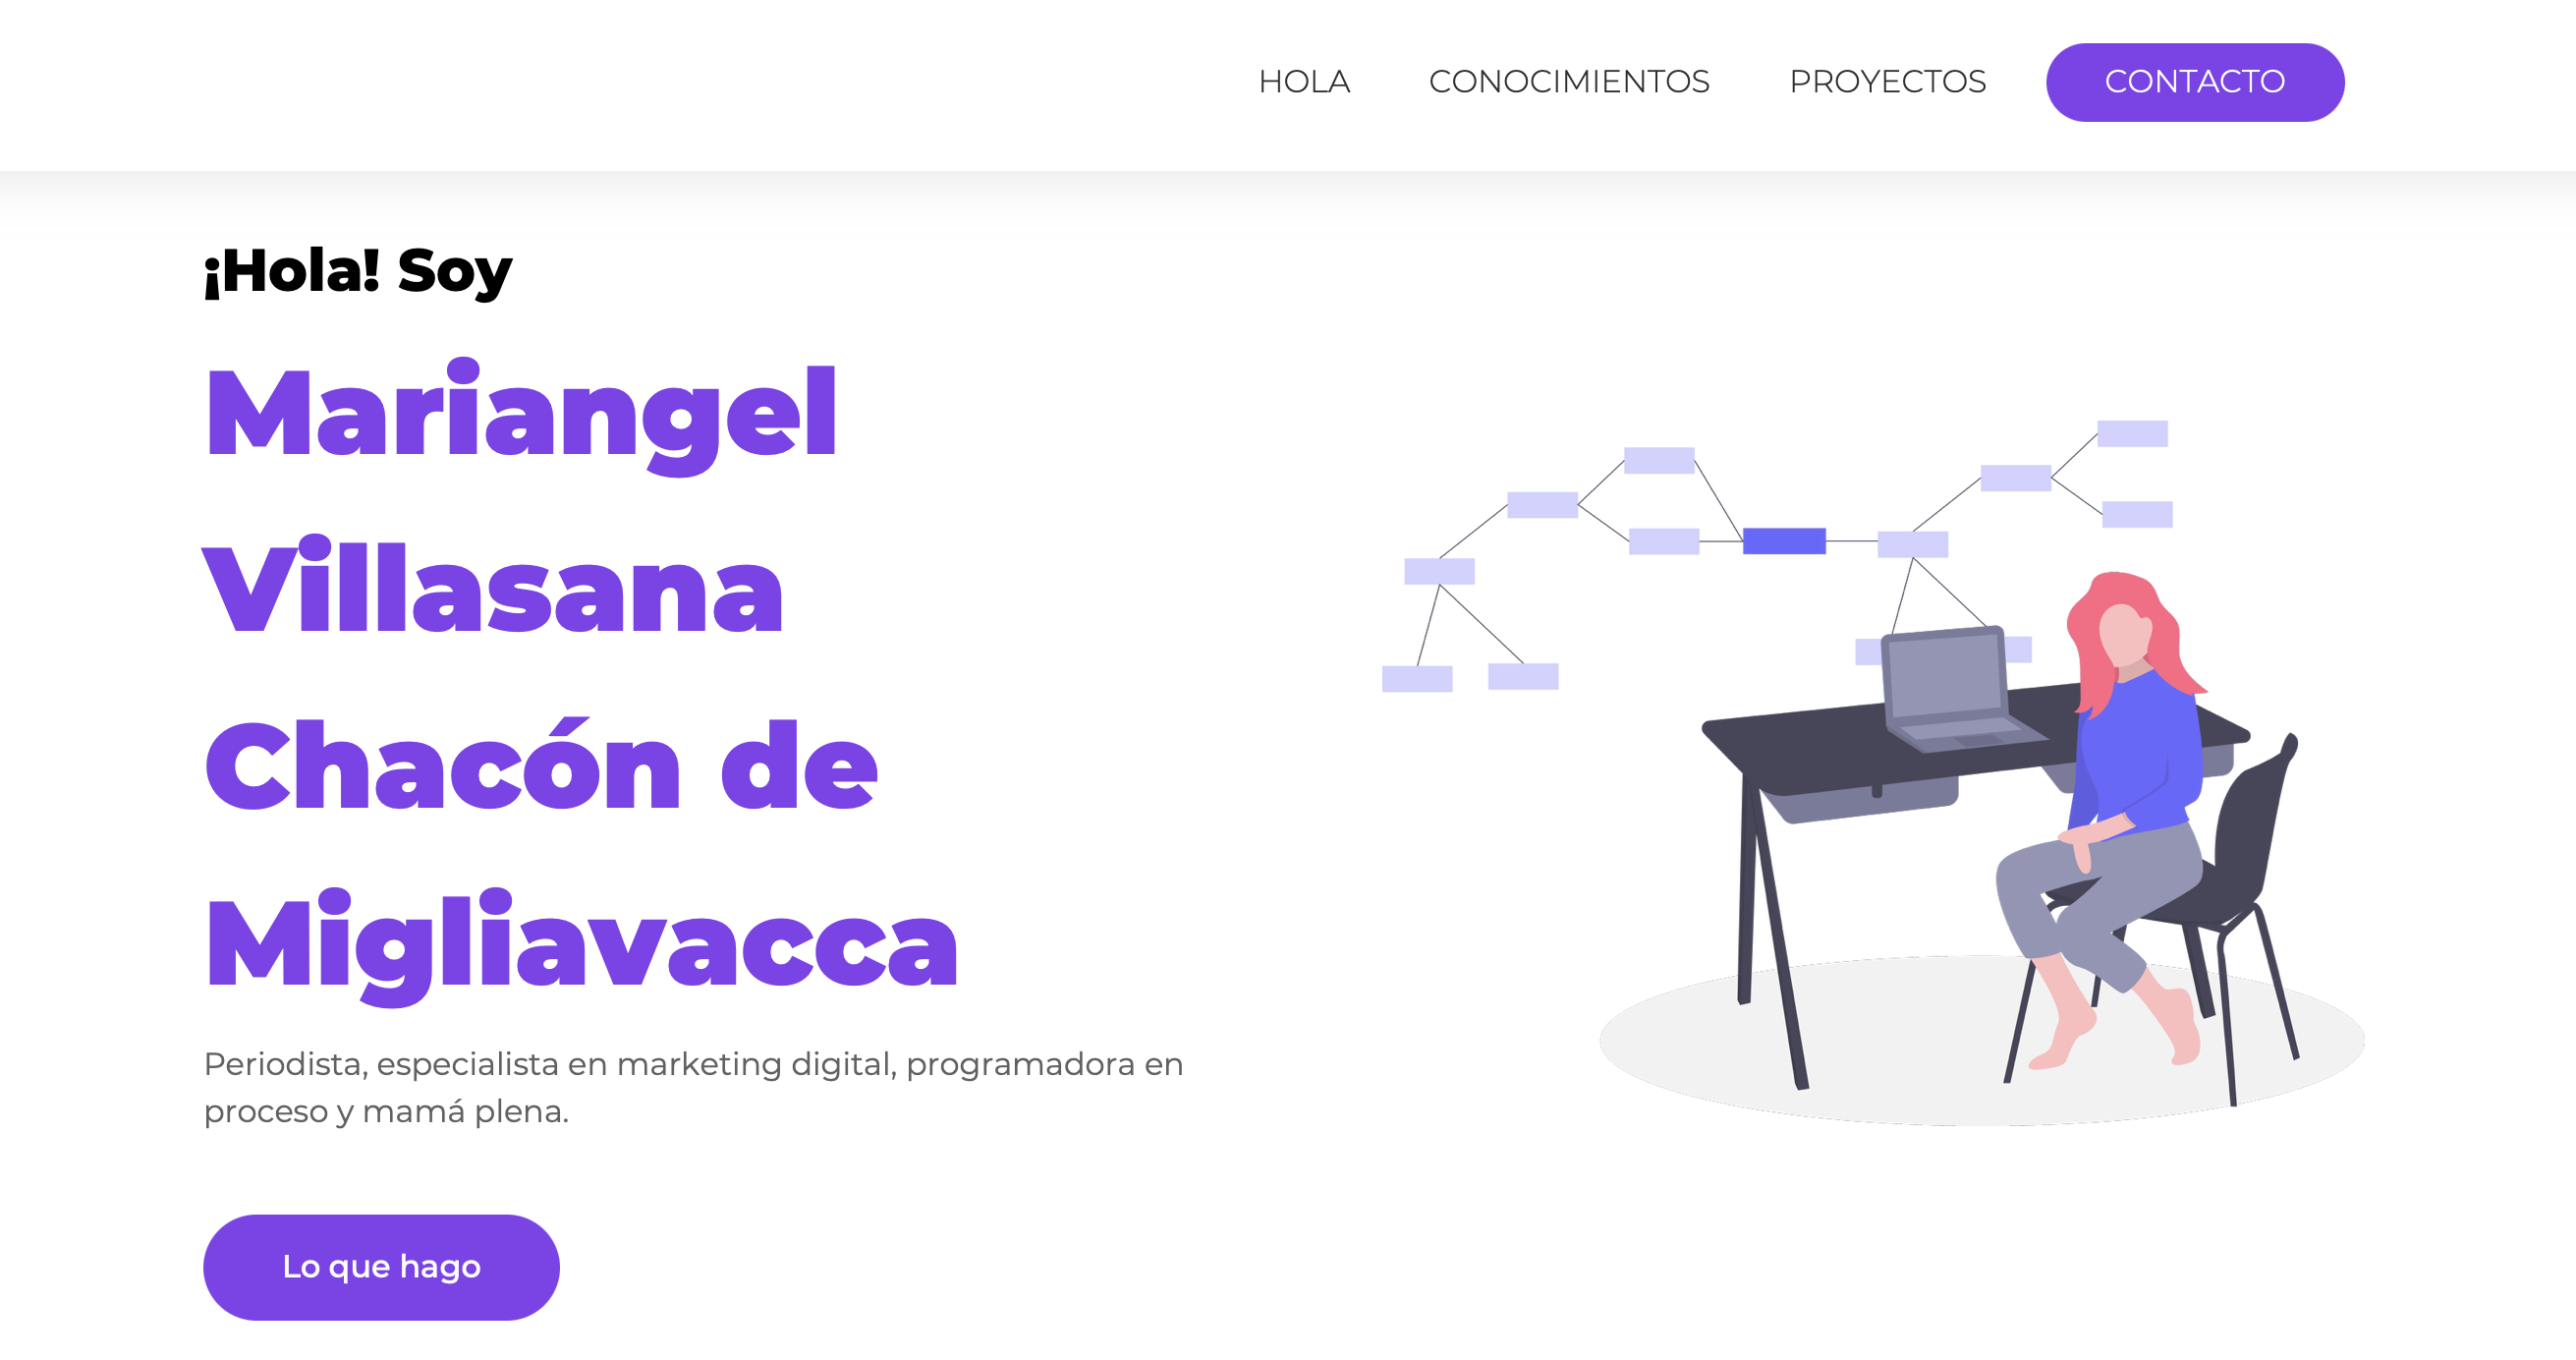 HOLA CONOCIMIENTOS PROYECTOS CONTACTO
¡Hola! Soy
Mariangel
Villasana
Chacón de
Migliavacca
Periodista, especialista en marketing digital, programadora en
proceso y mamá plena.
Lo que hago